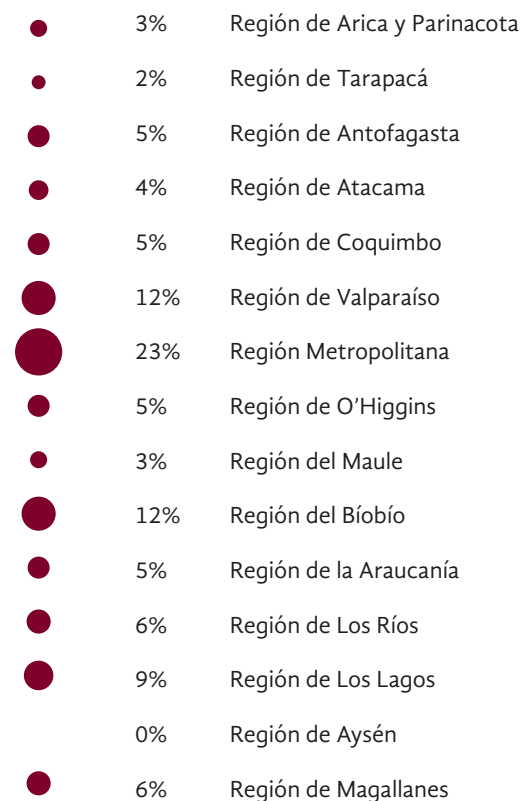 3% Región de Arica y Parinacota
2% Región de Tarapacá
5% Región de Antofagasta
4% Región de Atacama
5% Región de Coquimbo
12% Región de Valparaíso
23% Región Metropolitana
5% Región de O’Higgins
3% Región del Maule
12% Región del Bíobío
5% Región de la Araucanía
6% Región de Los Ríos
9% Región de Los Lagos
0% Región de Aysén
6% Región de Magallanes